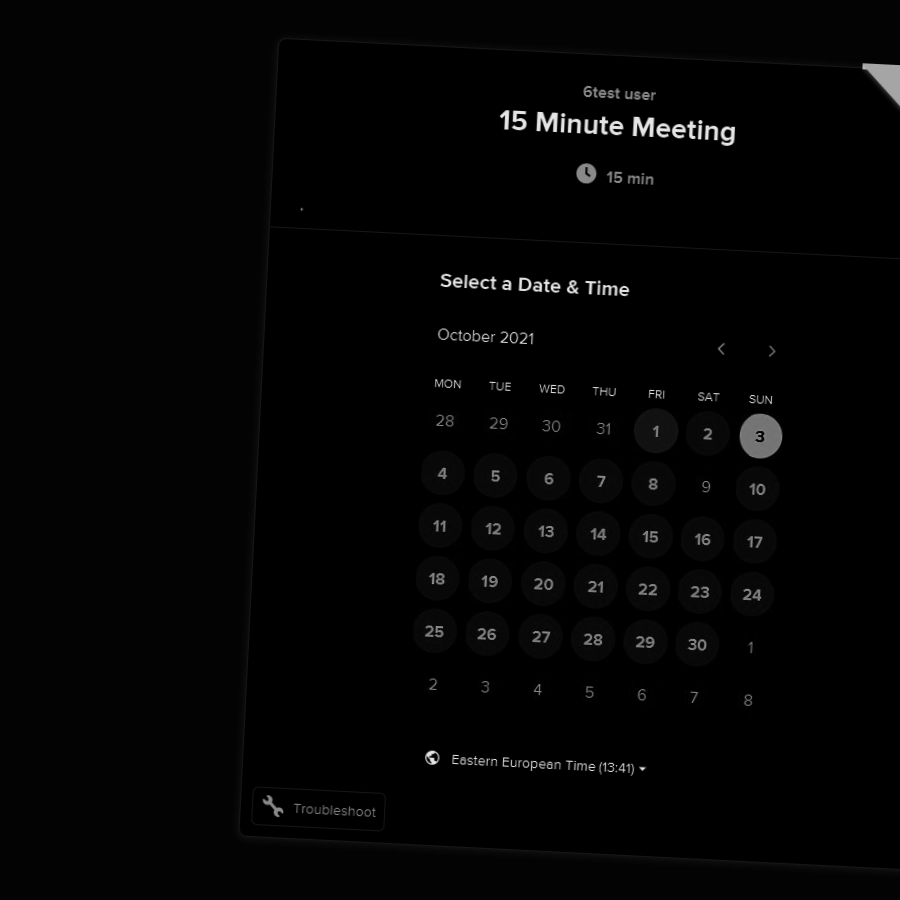 6test user
15 Minute Meeting
15 min
Select a Date & Time
October 2021
MON TUE WED THU FRI SAT SUN
28 29 30 31 1 2 3
4 5 6 7 8 9 10
11 12 13 14 15 16 17
18 19 20 21 22 23 24
25 26 27 28 29 30 1
2 3 4 5 6 7 8
Eastern European Time (13:41)
Troubleshoot